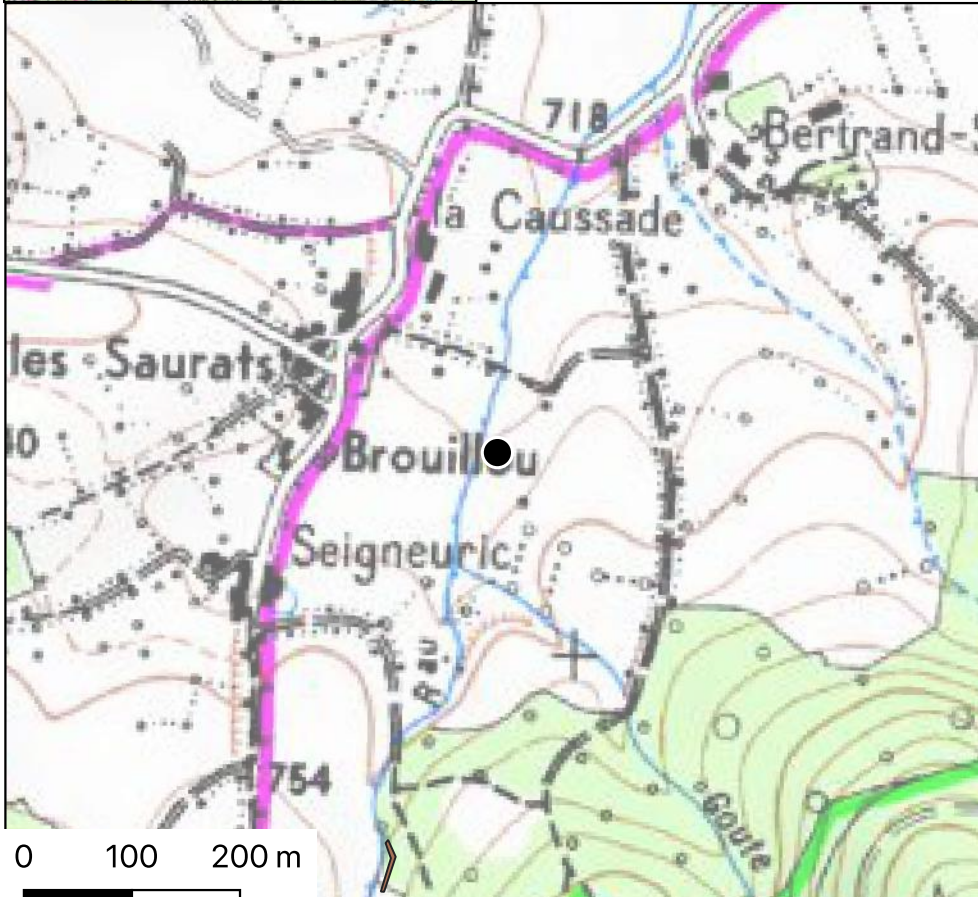 718
Bertrand-
la Caussade
les Saurats
40
Brouillou
Seigneuric
Rau
754
Goute
0 100 200 m